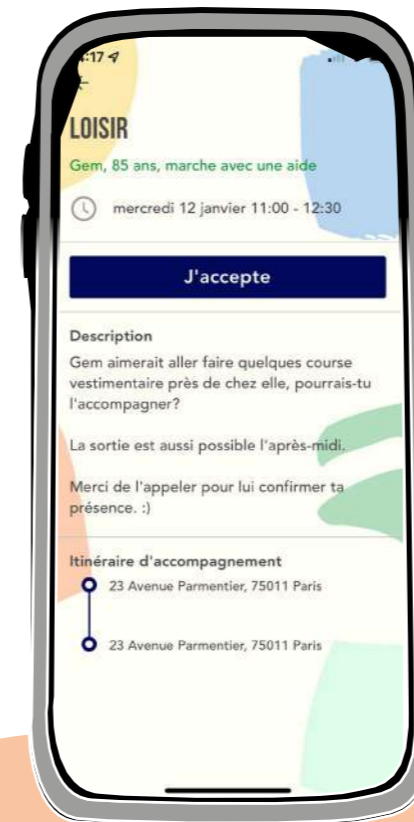 :17
LOISIR
Gem, 85 ans, marche avec une aide
mercredi 12 janvier 11:00 - 12:30
J'accepte
Description
Gem aimerait aller faire quelques course
vestimentaire près de chez elle, pourrais-tu
l'accompagner?
La sortie est aussi possible l'après-midi.
Merci de l'appeler pour lui confirmer ta
présence. :)
Itinéraire d'accompagnement
23 Avenue Parmentier, 75011 Paris
23 Avenue Parmentier, 75011 Paris